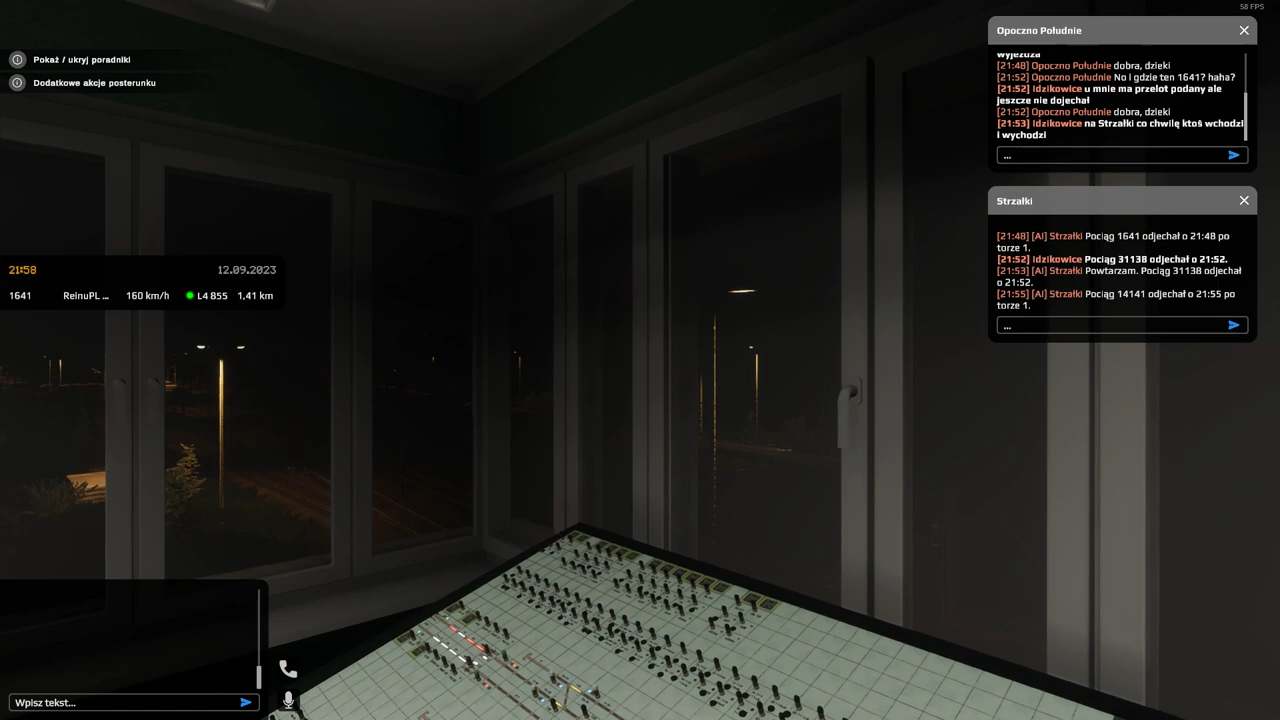 58 FPS
Pokaż / ukryj poradniki
Dodatkowe akcje posterunku
21:58 12.09.2023
1641 ReinuPL ... 160 km/h L4 855 1,41 km
Wpisz tekst...
Opoczno Południe
wyjeżdża
[21:48] Opoczno Południe dobra, dzieki
[21:52] Opoczno Południe No i gdzie ten 1641? haha?
[21:52] Idzikowice u mnie ma przelot podany ale
jeszcze nie dojechał
[21:52] Opoczno Południe dobra, dzieki
[21:53] Idzikowice na Strzałki co chwilę ktoś wchodzi
i wychodzi
...
Strzałki
[21:48] [AI] Strzałki Pociąg 1641 odjechał o 21:48 po
torze 1.
[21:52] Idzikowice Pociąg 31138 odjechał o 21:52.
[21:53] [AI] Strzałki Powtarzam. Pociąg 31138 odjechał
o 21:52.
[21:55] [AI] Strzałki Pociąg 14141 odjechał o 21:55 po
torze 1.
...